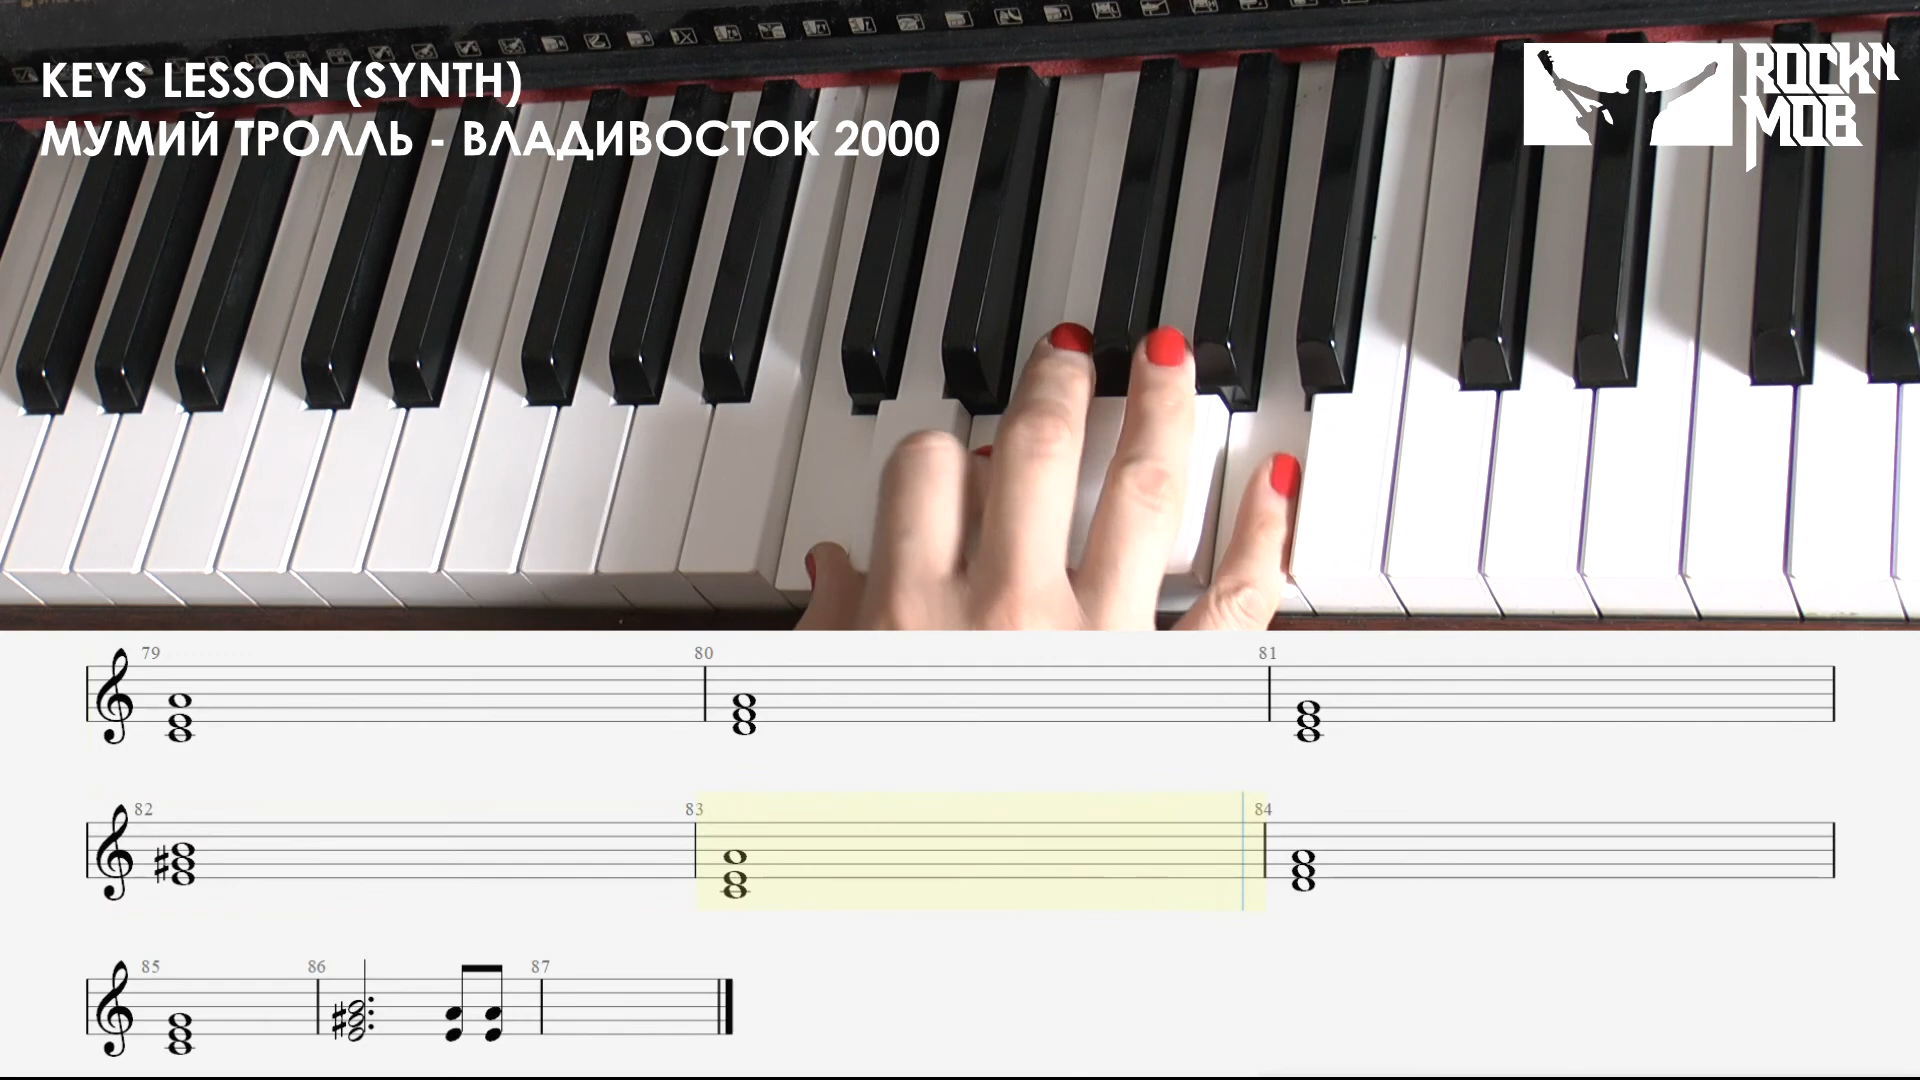 KEYS LESSON (SYNTH)
МУМИЙ ТРОЛЛЬ - ВЛАДИВОСТОК 2000
ROCKN
MOB
79 80 81
82 83 84
85 86 87